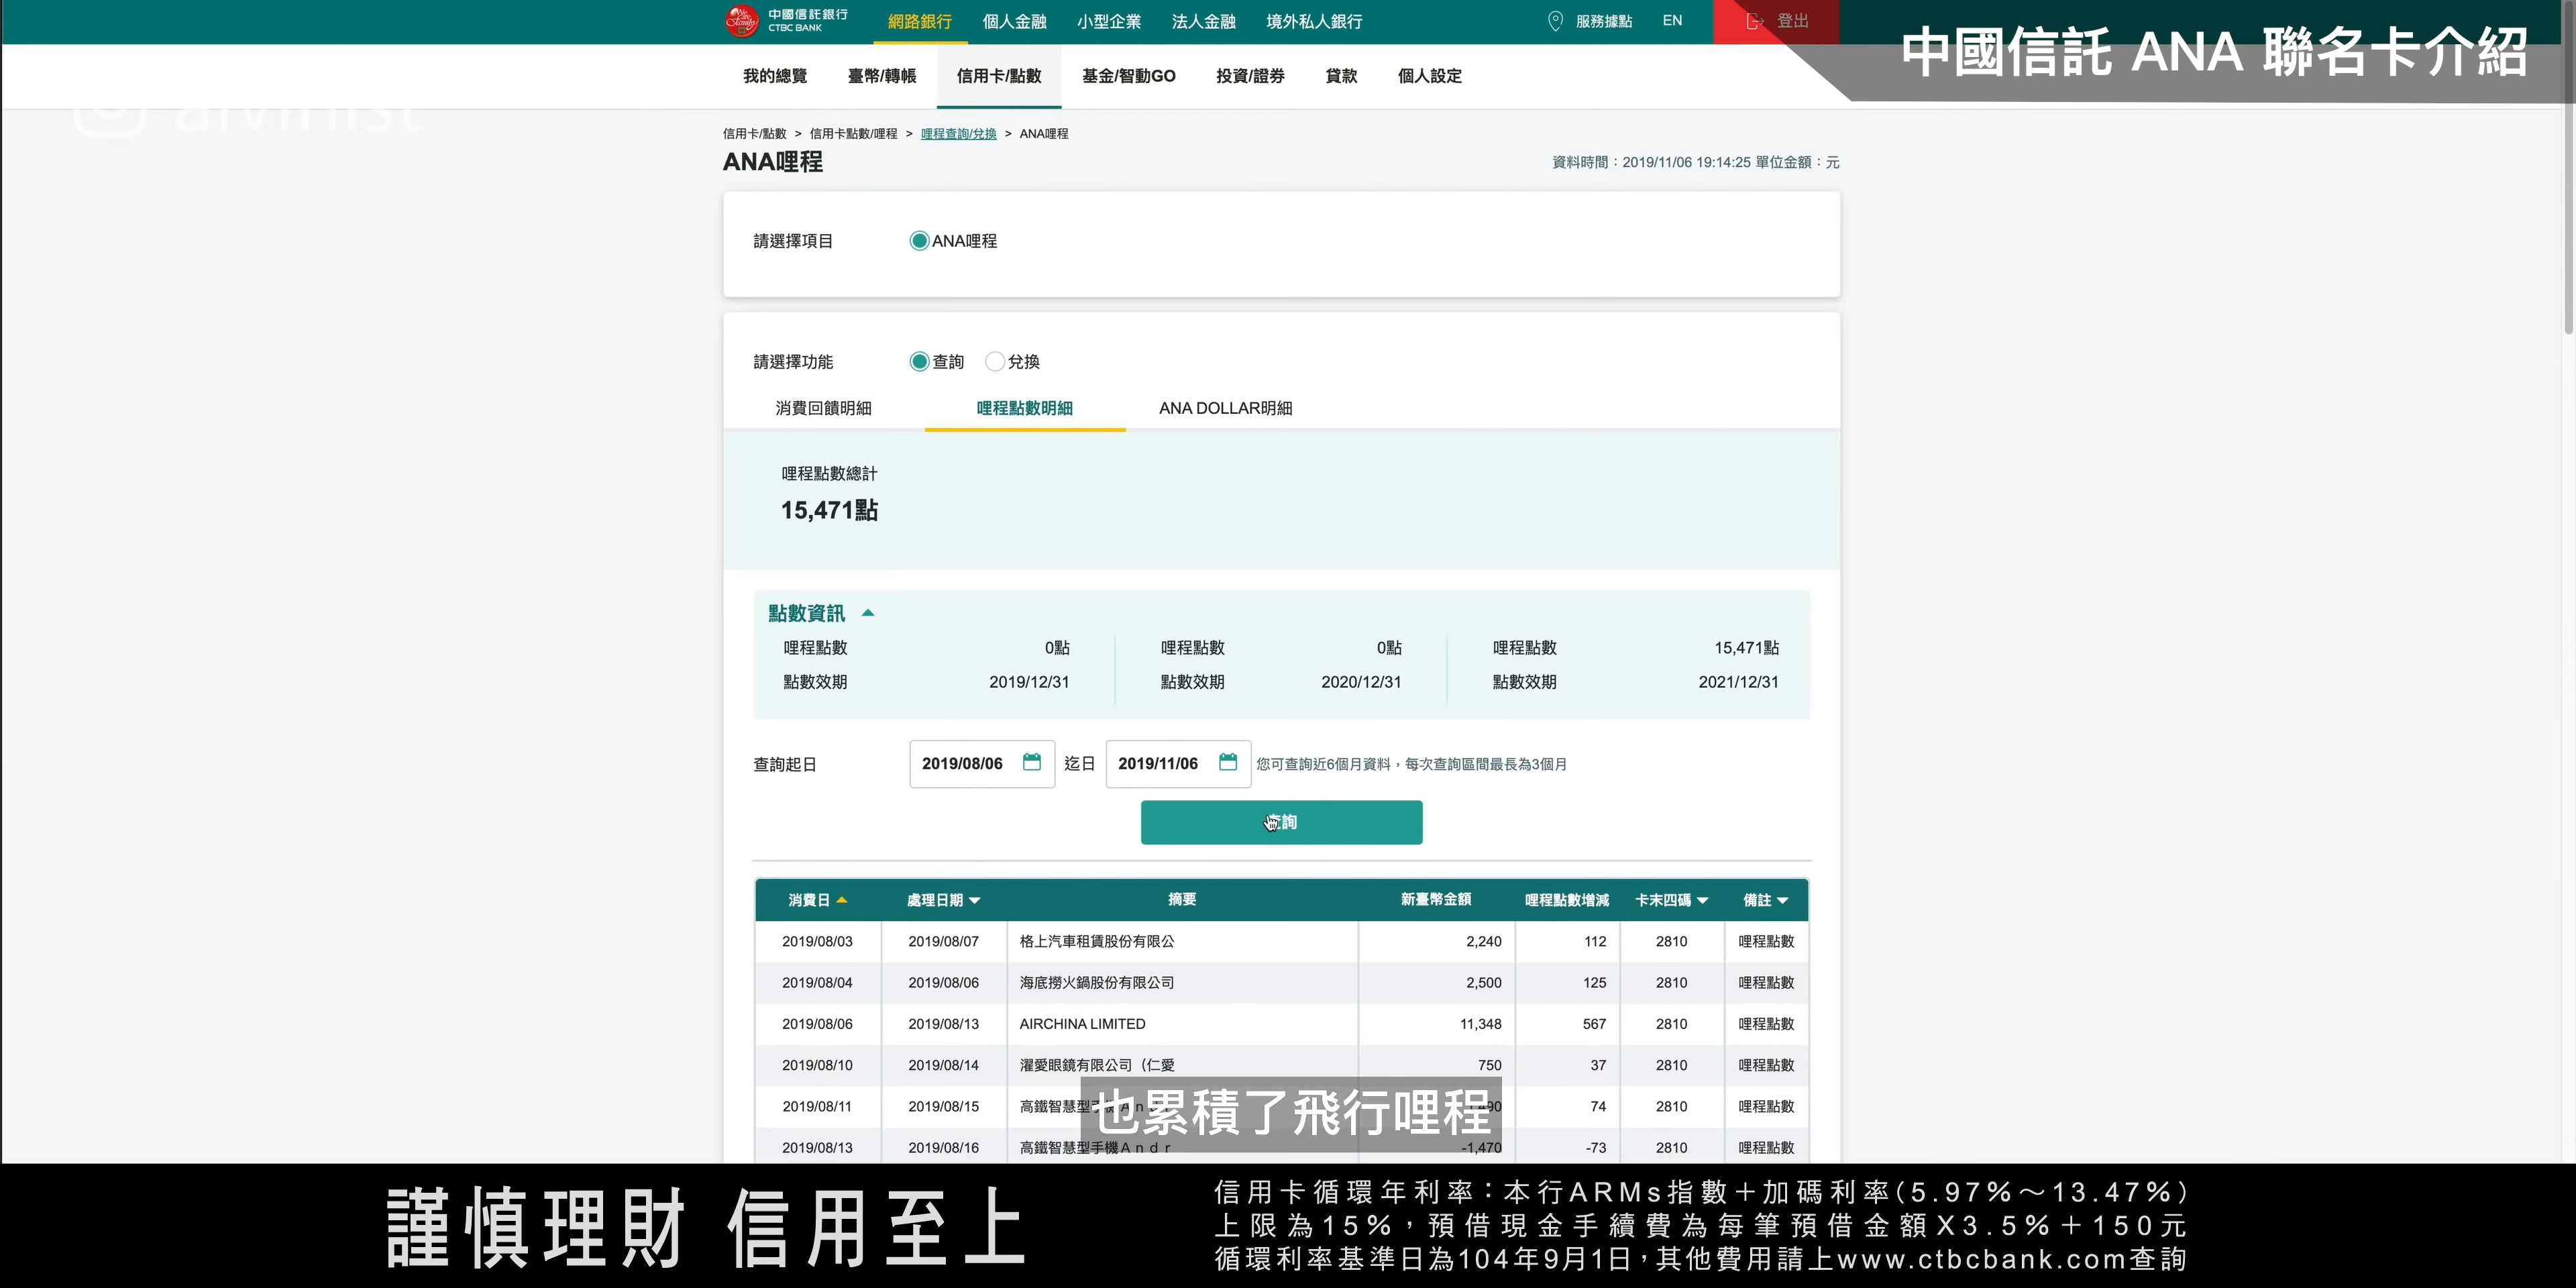 中國信託銀行
CTBC BANK
網路銀行 個人金融 小型企業 法人金融 境外私人銀行
服務據點 EN 登出
中國信託 ANA 聯名卡介紹
我的總覽 臺幣/轉帳 信用卡/點數 基金/智動GO 投資/證券 貸款 個人設定
信用卡/點數 > 信用卡點數/哩程 > 哩程查詢/兌換 > ANA哩程
ANA哩程
資料時間：2019/11/06 19:14:25 單位金額：元
請選擇項目 ANA哩程
請選擇功能 查詢 兌換
消費回饋明細 哩程點數明細 ANA DOLLAR明細
哩程點數總計
15,471點
點數資訊
哩程點數 0點 哩程點數 0點 哩程點數 15,471點
點數效期 2019/12/31 點數效期 2020/12/31 點數效期 2021/12/31
查詢起日 2019/08/06 迄日 2019/11/06 您可查詢近6個月資料，每次查詢區間最長為3個月
查詢
消費日 處理日期 摘要 新臺幣金額 哩程點數增減 卡末四碼 備註
2019/08/03 2019/08/07 格上汽車租賃股份有限公 2,240 112 2810 哩程點數
2019/08/04 2019/08/06 海底撈火鍋股份有限公司 2,500 125 2810 哩程點數
2019/08/06 2019/08/13 AIRCHINA LIMITED 11,348 567 2810 哩程點數
2019/08/10 2019/08/14 濯愛眼鏡有限公司（仁愛 750 37 2810 哩程點數
2019/08/11 2019/08/15 高鐵智慧型 74 2810 哩程點數
也累積了飛行哩程
2019/08/13 2019/08/16 高鐵智慧型手機Ａｎｄｒ -1,470 -73 2810 哩程點數
謹慎理財 信用至上
信用卡循環年利率：本行ARMs指數＋加碼利率(5.97%～13.47%)
上限為15%，預借現金手續費為每筆預借金額X3.5%＋150元
循環利率基準日為104年9月1日，其他費用請上www.ctbcbank.com查詢